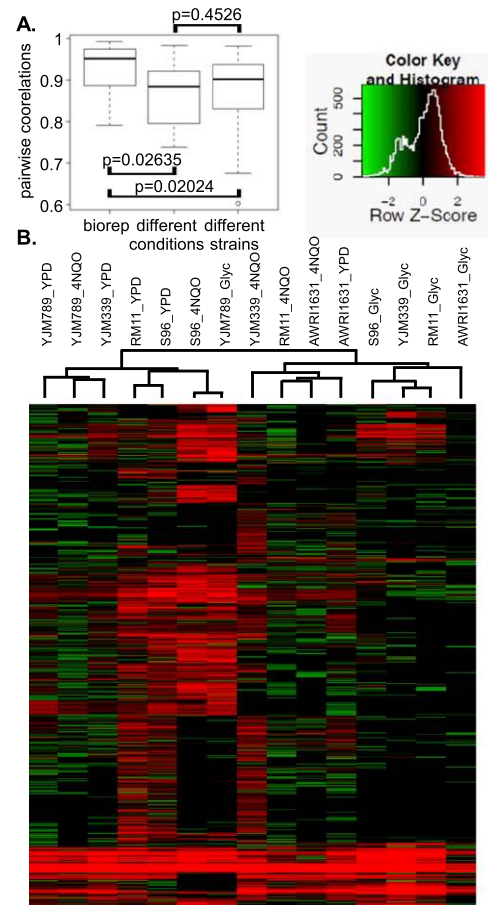 A.
p=0.4526
pairwise coorelations
1
0.9
0.8
0.7
0.6
p=0.02635
p=0.02024
biorep different different
conditions strains
Color Key
and Histogram
Count
0 200 500
-2 0 2
Row Z-Score
B.
YJM789_YPD
YJM789_4NQO
YJM339_YPD
RM11_YPD
S96_YPD
S96_4NQO
YJM789_Glyc
YJM339_4NQO
RM11_4NQO
AWRI1631_4NQO
AWRI1631_YPD
S96_Glyc
YJM339_Glyc
RM11_Glyc
AWRI1631_Glyc